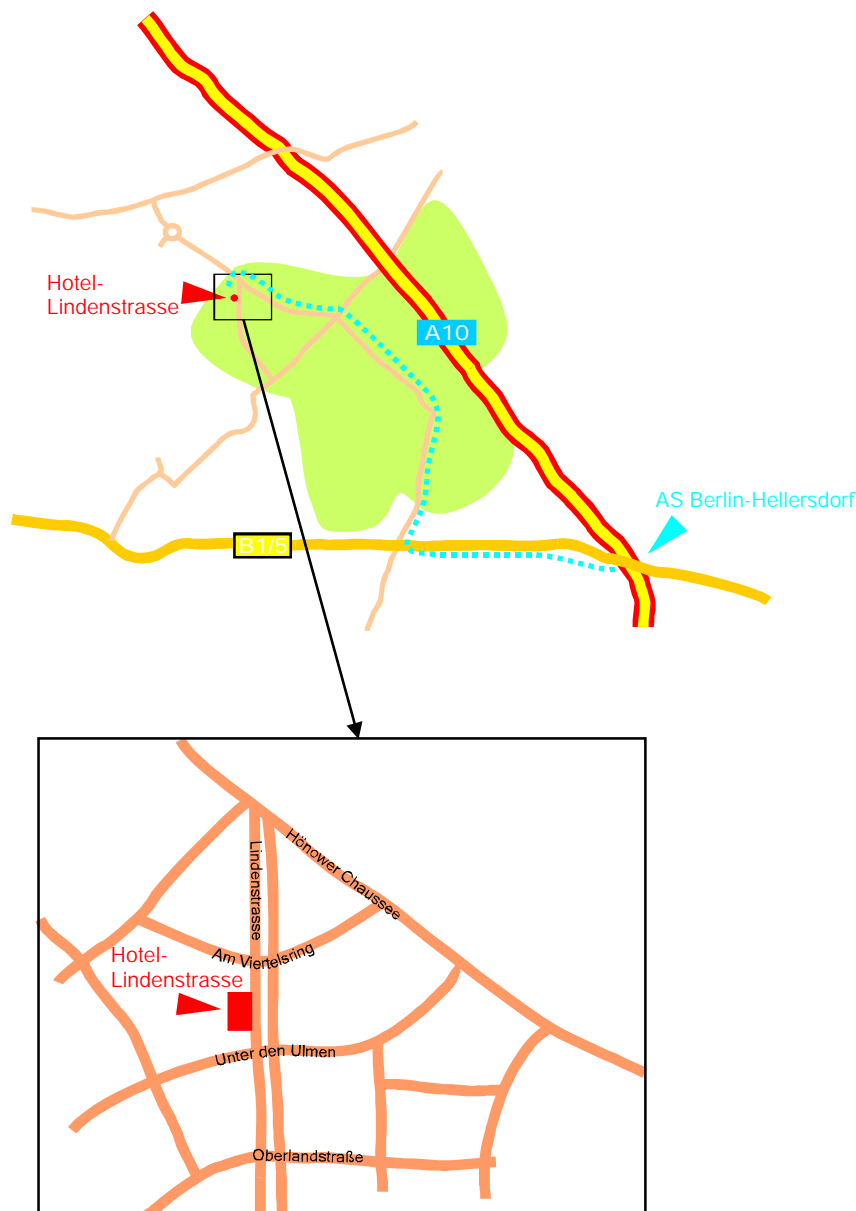 Hotel-
Lindenstrasse
A10
AS Berlin-Hellersdorf
B1/5
Hönower Chaussee
Lindenstrasse
Am Viertelsring
Hotel-
Lindenstrasse
Unter den Ulmen
Oberlandstraße